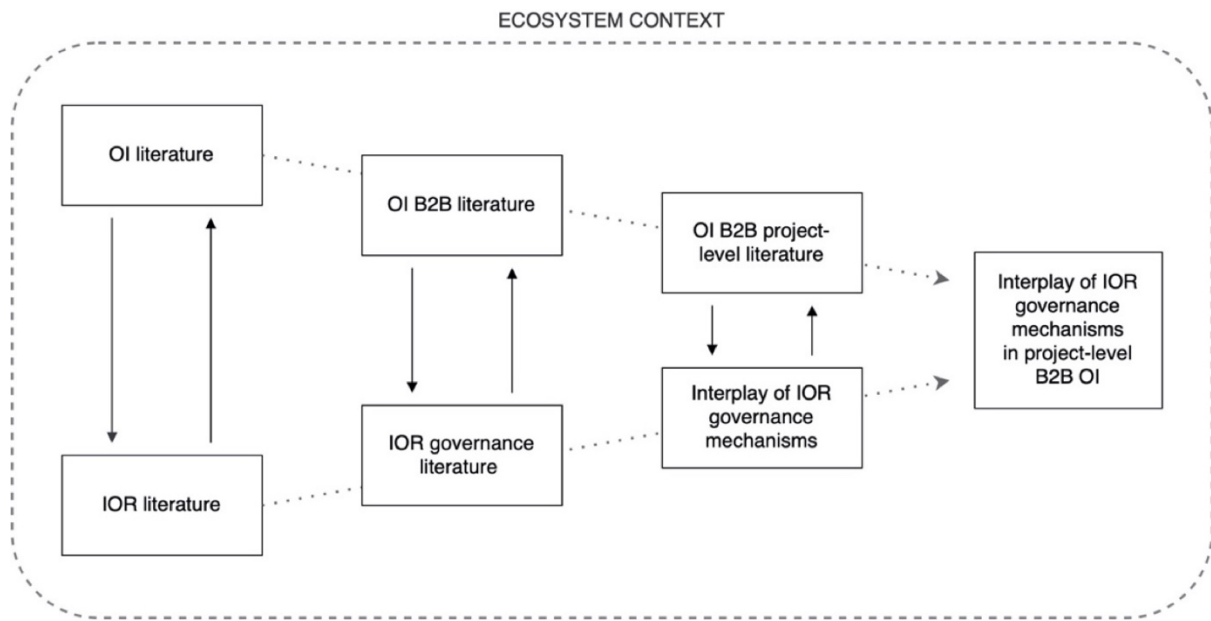 ECOSYSTEM CONTEXT
OI literature
OI B2B literature
OI B2B project-
level literature
Interplay of IOR
governance
mechanisms
in project-level
B2B OI
IOR literature
IOR governance
literature
Interplay of IOR
governance
mechanisms